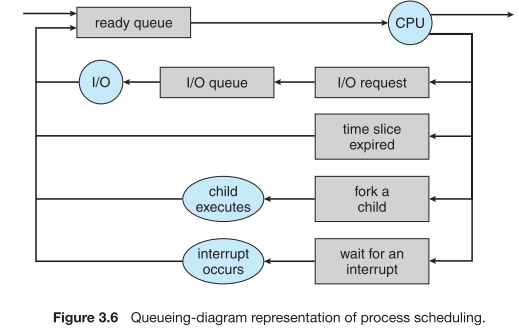 ready queue
CPU
I/O
I/O queue
I/O request
time slice
expired
child
executes
fork a
child
interrupt
occurs
wait for an
interrupt
Figure 3.6 Queueing-diagram representation of process scheduling.